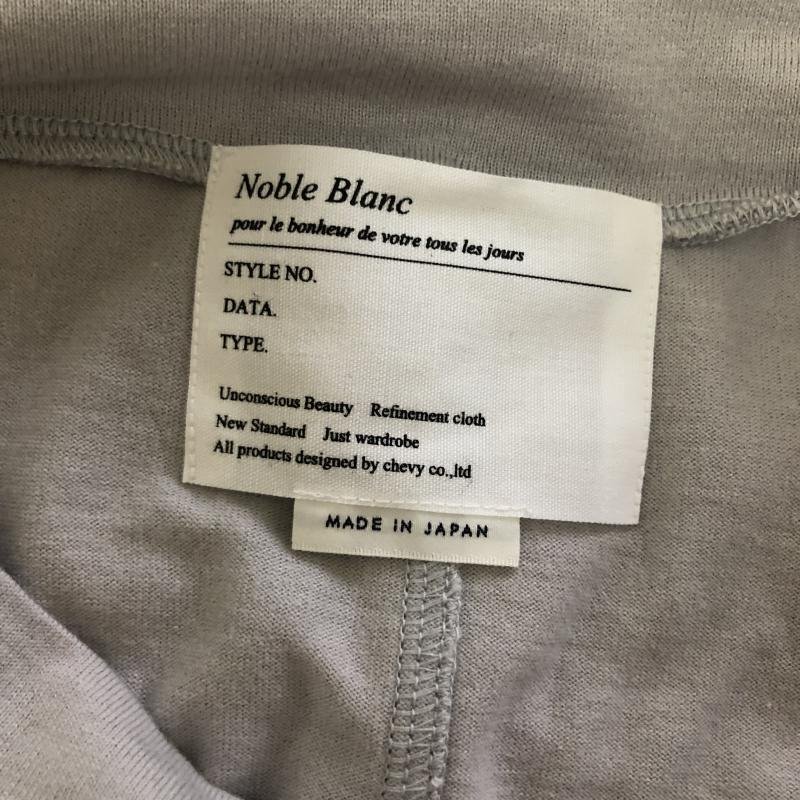 Noble Blanc
pour le bonheur de votre tous les jours
STYLE NO.
DATA.
TYPE.
Unconscious Beauty Refinement cloth
New Standard Just wardrobe
All products designed by chevy co.,ltd
MADE IN JAPAN